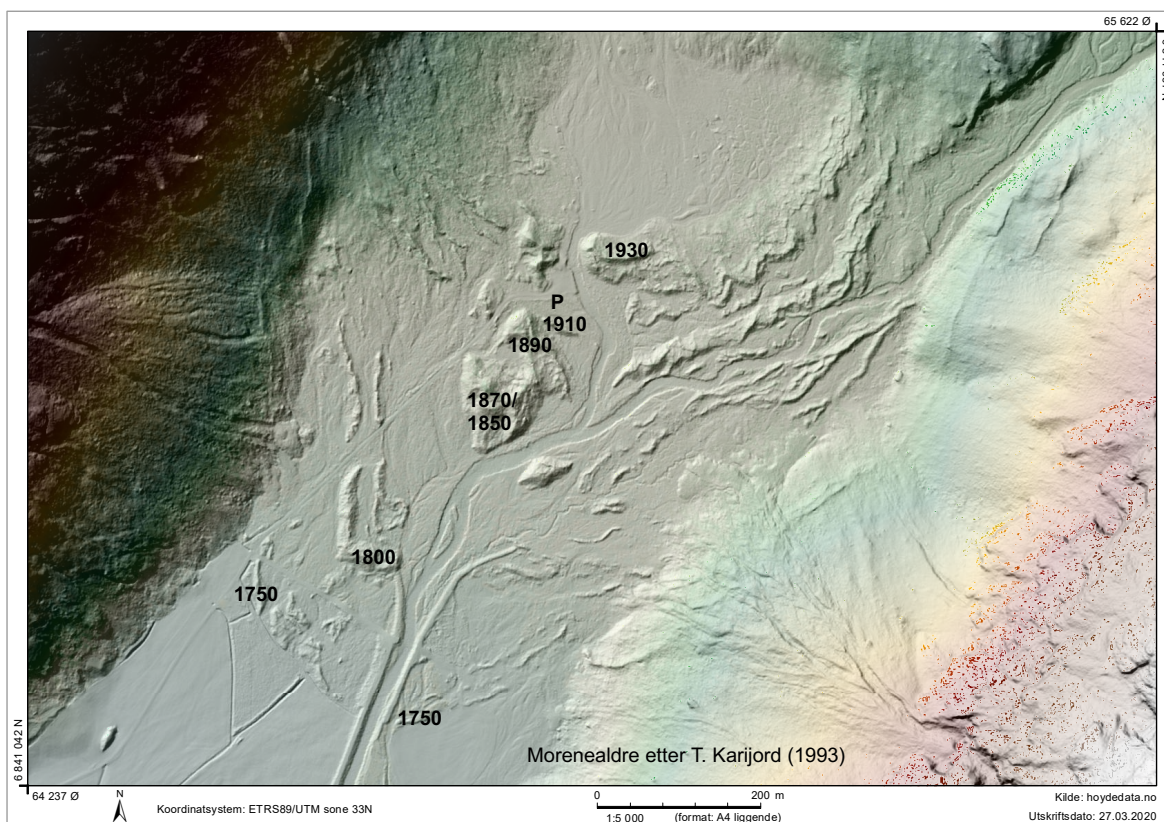 65 622 Ø
1930
P
1910
1890
1870/
1850
1800
1750
1750
Morenealdre etter T. Karijord (1993)
6 841 042 N
64 237 Ø
N
Koordinatsystem: ETRS89/UTM sone 33N
0 200 m
1:5 000 (format: A4 liggende)
Kilde: hoydedata.no
Utskriftsdato: 27.03.2020